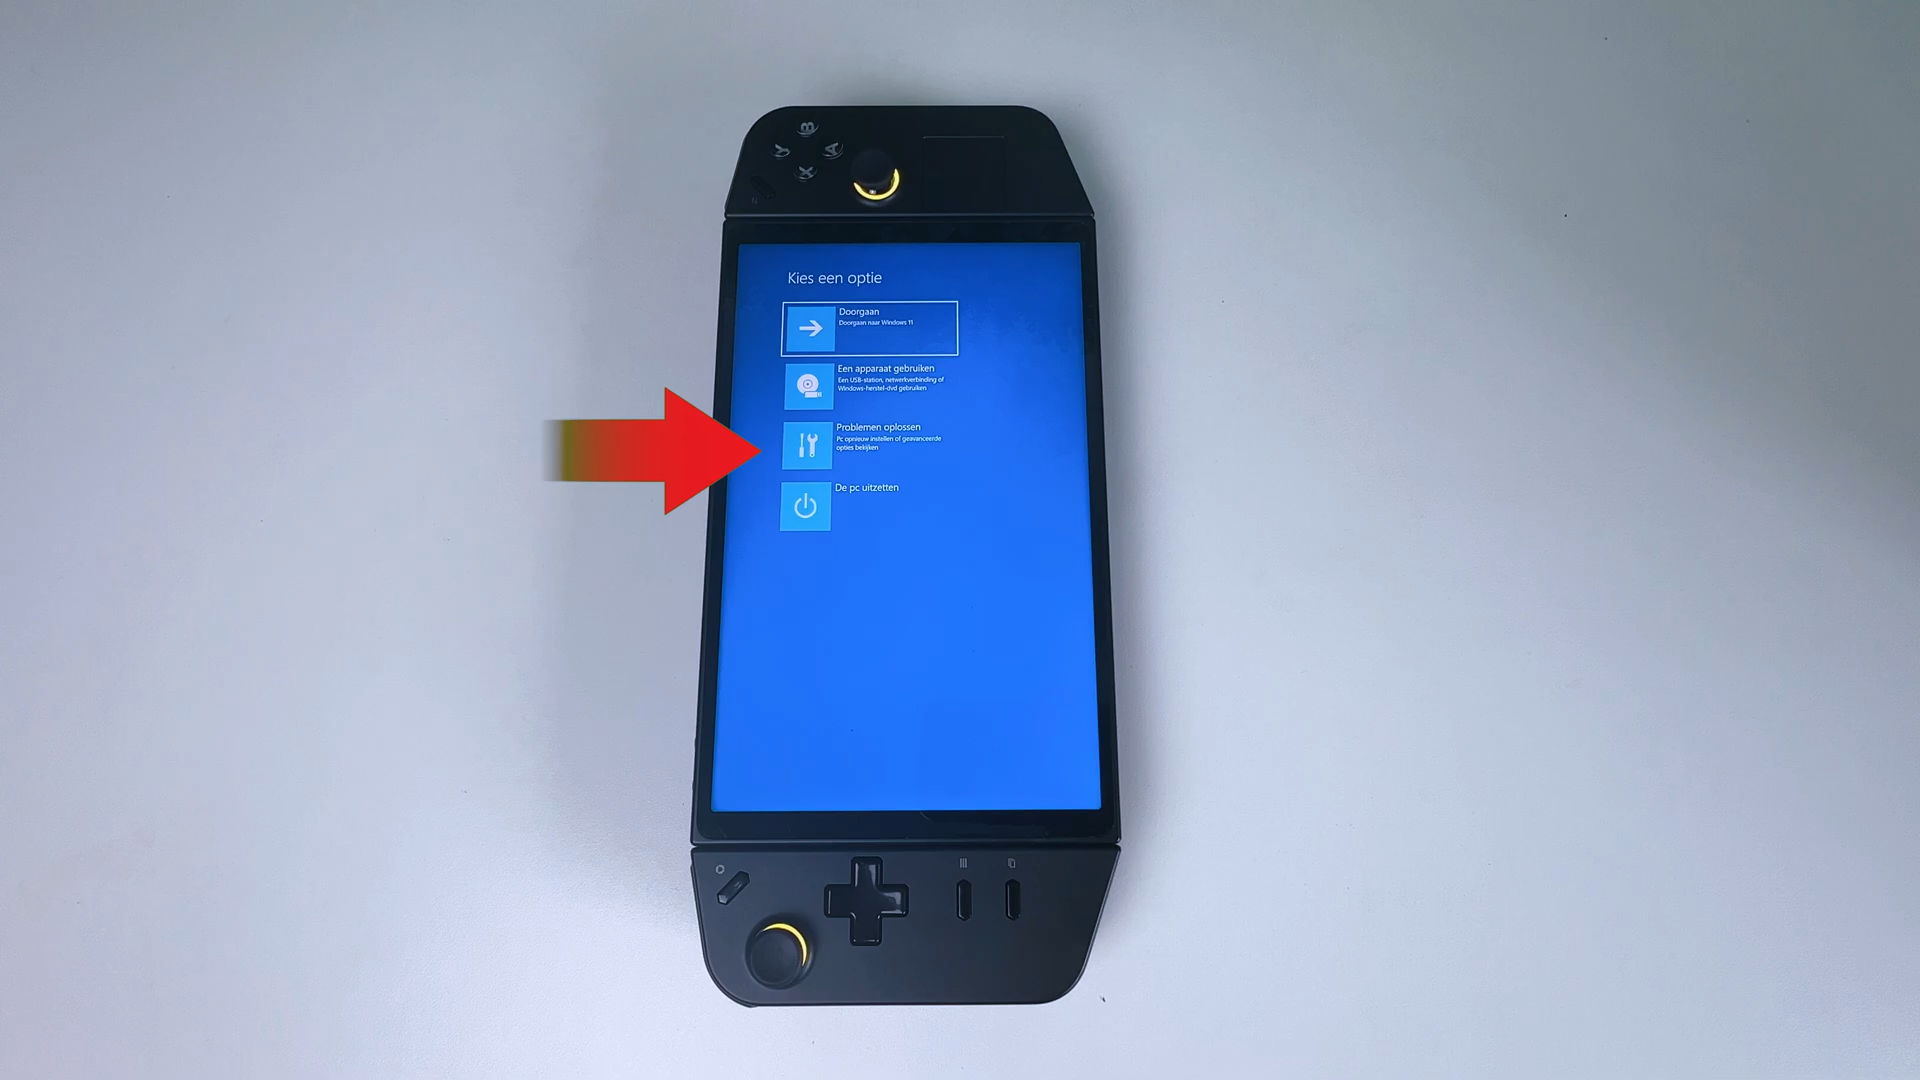 B
Y
A
X
Kies een optie
Doorgaan
Doorgaan naar Windows 11
Een apparaat gebruiken
Een USB-station, netwerkverbinding of
Windows-herstel-dvd gebruiken
Problemen oplossen
Pc opnieuw instellen of geavanceerde
opties bekijken
De pc uitzetten